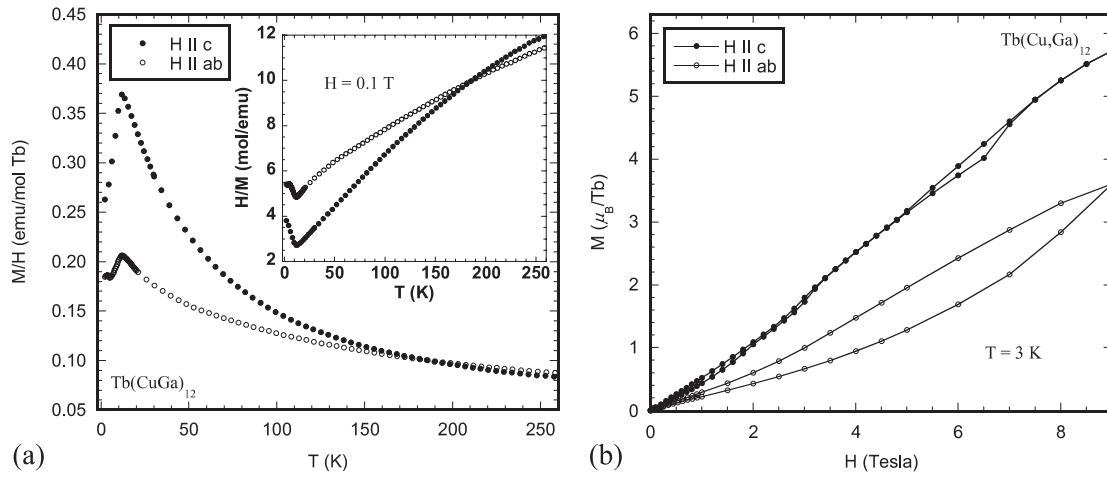 0.45
0.40
0.35
0.30
0.25
0.20
0.15
0.10
0.05
M/H (emu/mol Tb)
H II c
H II ab
Tb(CuGa)12
0 50 100 150 200 250
T (K)
(a)
12
10
8
6
4
2
H/M (mol/emu)
H = 0.1 T
0 50 100 150 200 250
T (K)
6
5
4
3
2
1
0
M (μB/Tb)
H II c
H II ab
Tb(Cu,Ga)12
T = 3 K
0 2 4 6 8
H (Tesla)
(b)